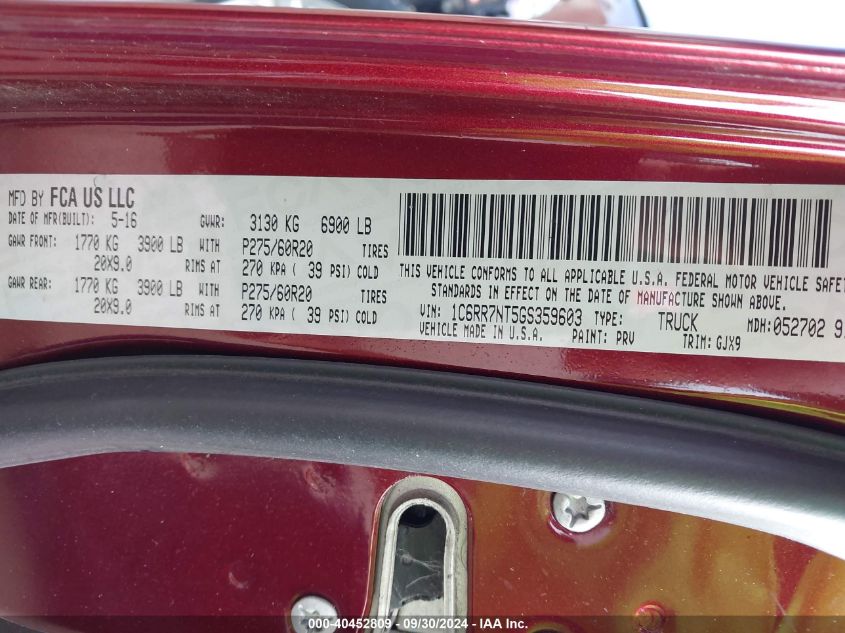 MFD BY FCA US LLC
DATE OF MFR(BUILT): 5-16 GVWR: 3130 KG 6900 LB
GAWR FRONT: 1770 KG 3900 LB WITH P275/60R20 TIRES
20X9.0 RIMS AT 270 KPA ( 39 PSI) COLD
GAWR REAR: 1770 KG 3900 LB WITH P275/60R20 TIRES
20X9.0 RIMS AT 270 KPA ( 39 PSI) COLD
THIS VEHICLE CONFORMS TO ALL APPLICABLE U.S.A. FEDERAL MOTOR VEHICLE SAFET
STANDARDS IN EFFECT ON THE DATE OF MANUFACTURE SHOWN ABOVE.
VIN: 1C6RR7NT5GS359603 TYPE: TRUCK MDH:052702 9
VEHICLE MADE IN U.S.A. PAINT: PRV TRIM: GJX9
000-40452809 - 09/30/2024 - IAA Inc.